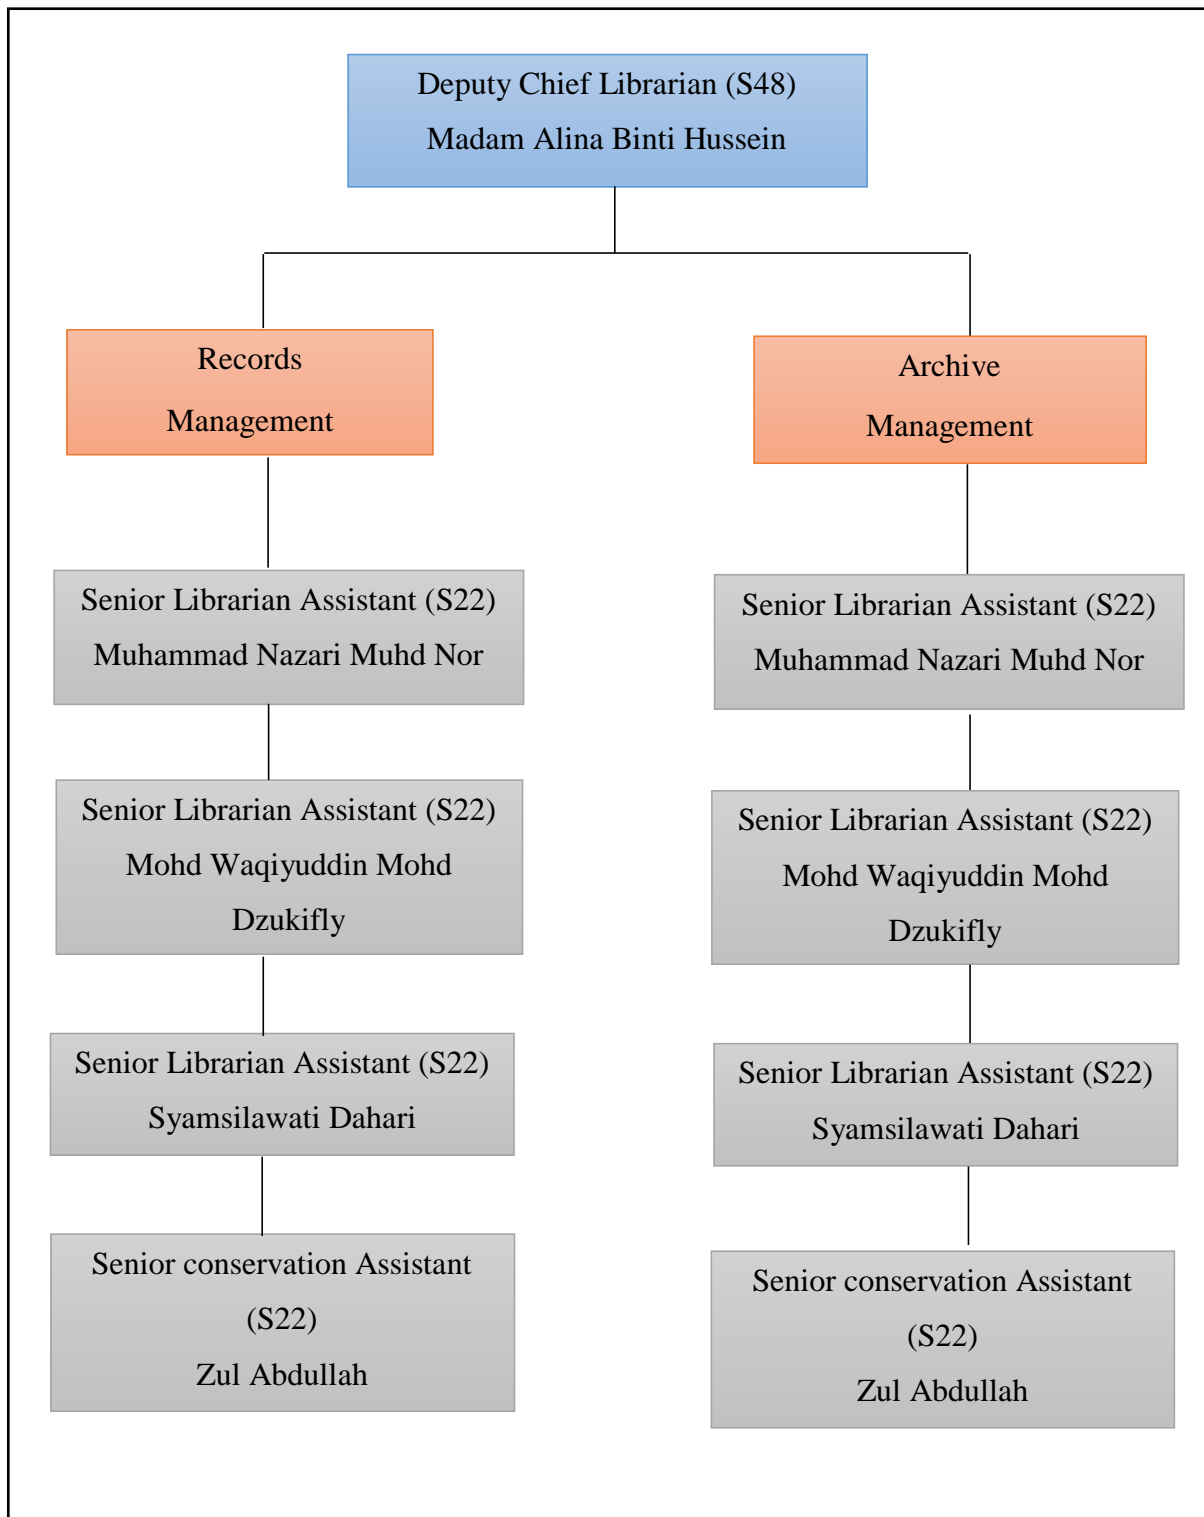 Deputy Chief Librarian (S48)
Madam Alina Binti Hussein
Records
Management
Senior Librarian Assistant (S22)
Muhammad Nazari Muhd Nor
Senior Librarian Assistant (S22)
Mohd Waqiyuddin Mohd
Dzukifly
Senior Librarian Assistant (S22)
Syamsilawati Dahari
Senior conservation Assistant
(S22)
Zul Abdullah
Archive
Management
Senior Librarian Assistant (S22)
Muhammad Nazari Muhd Nor
Senior Librarian Assistant (S22)
Mohd Waqiyuddin Mohd
Dzukifly
Senior Librarian Assistant (S22)
Syamsilawati Dahari
Senior conservation Assistant
(S22)
Zul Abdullah